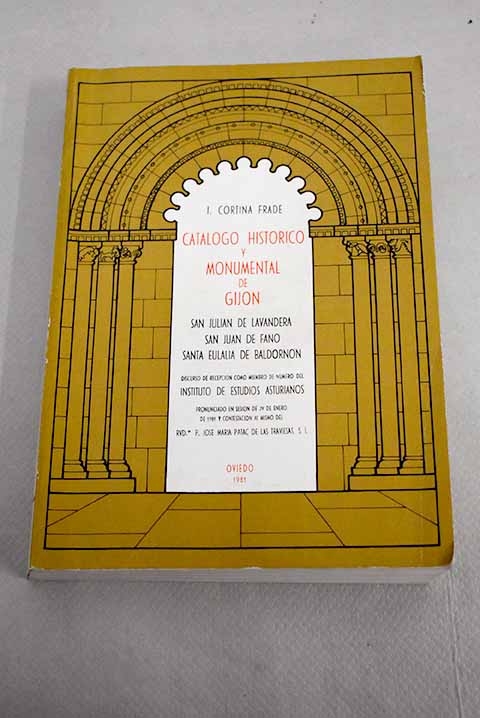 I. CORTINA FRADE
CATALOGO HISTORICO
Y
MONUMENTAL
DE
GIJON
SAN JULIAN DE LAVANDERA
SAN JUAN DE FANO
SANTA EULALIA DE BALDORNON
DISCURSO DE RECEPCION COMO MIEMBRO DE NUMERO DEL
INSTITUTO DE ESTUDIOS ASTURIANOS
PRONUNCIADO EN SESION DE 29 DE ENERO
DE 1981 Y CONTESTACION AL MISMO DEL
RVD.º P. JOSE MARIA PATAC DE LAS TRAVIESAS, S. I.
OVIEDO
1981